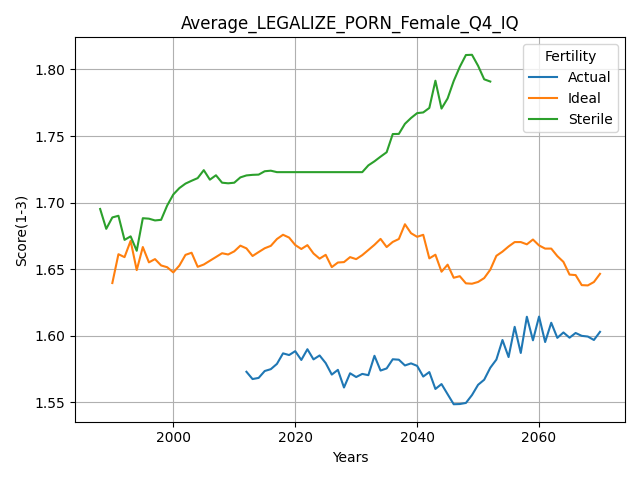 Average_LEGALIZE_PORN_Female_Q4_IQ
Fertility
Actual
Ideal
Sterile
Score(1-3)
1.80
1.75
1.70
1.65
1.60
1.55
2000
2020
2040
2060
Years